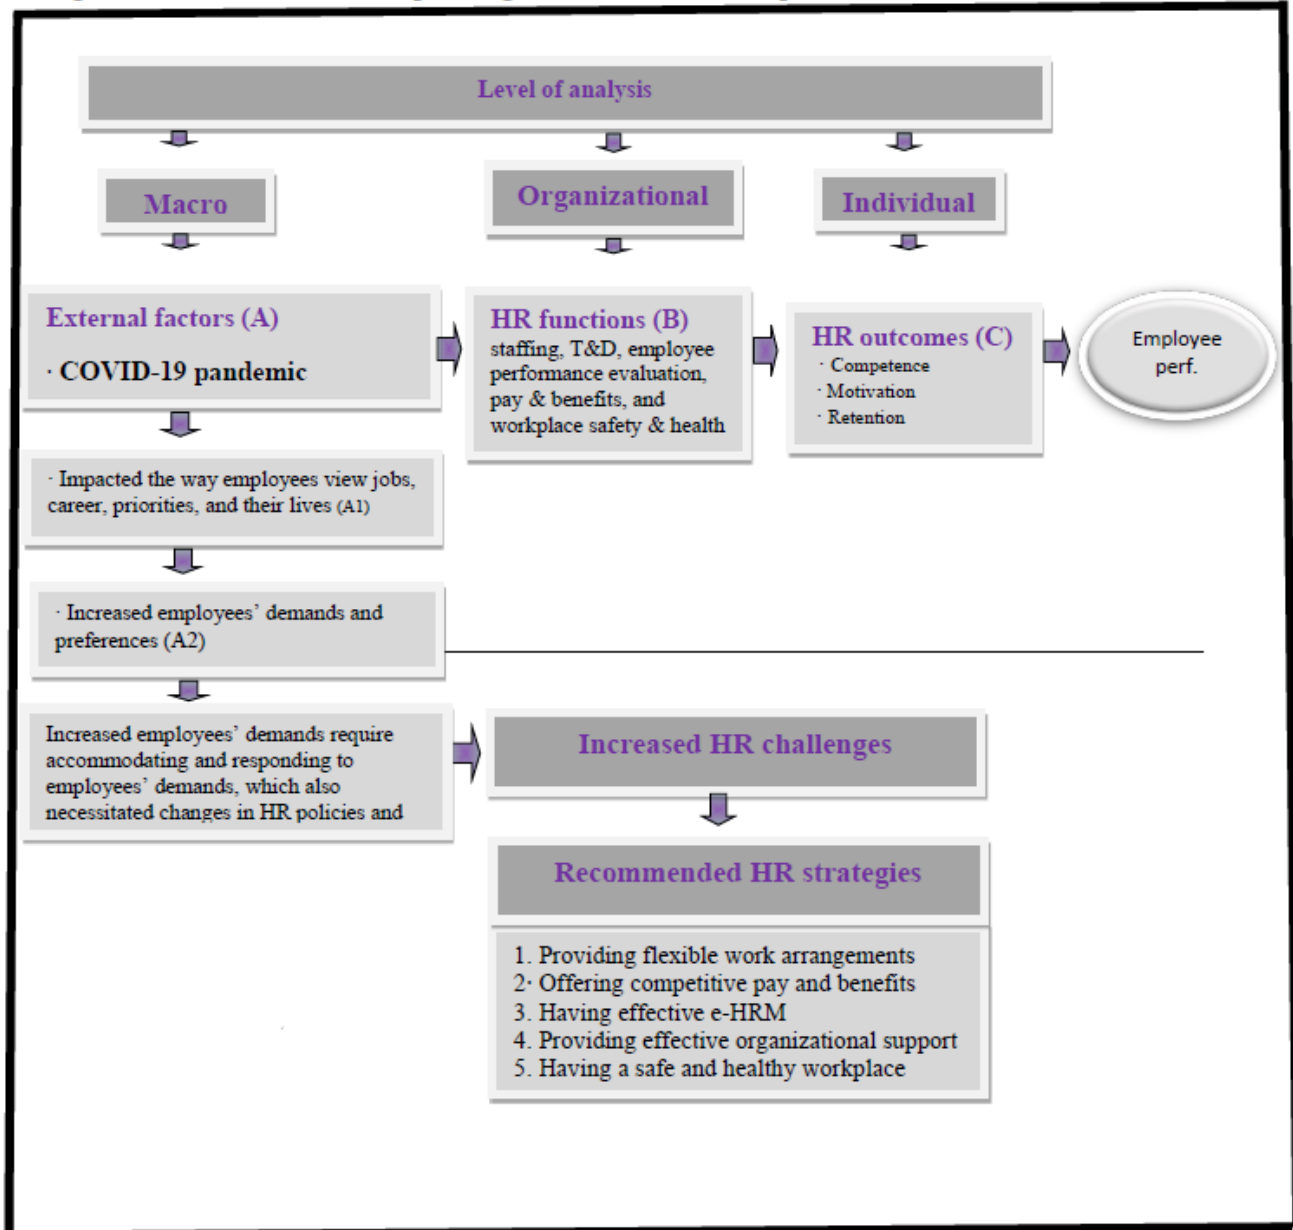 Level of analysis
Macro
Organizational
Individual
External factors (A)
· COVID-19 pandemic
HR functions (B)
staffing, T&D, employee
performance evaluation,
pay & benefits, and
workplace safety & health
HR outcomes (C)
· Competence
· Motivation
· Retention
Employee
perf.
· Impacted the way employees view jobs,
career, priorities, and their lives (A1)
· Increased employees’ demands and
preferences (A2)
Increased employees’ demands require
accommodating and responding to
employees’ demands, which also
necessitated changes in HR policies and
Increased HR challenges
Recommended HR strategies
1. Providing flexible work arrangements
2· Offering competitive pay and benefits
3. Having effective e-HRM
4. Providing effective organizational support
5. Having a safe and healthy workplace